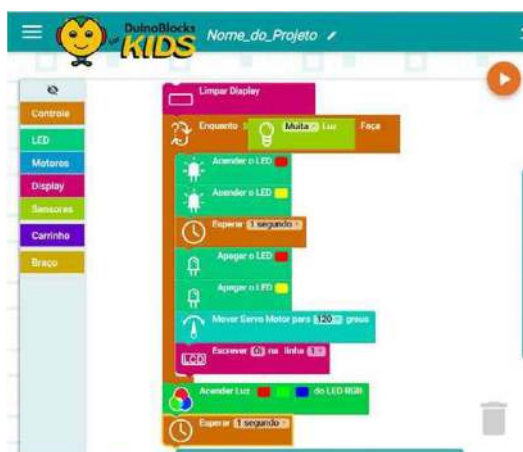 DuinoBlocks
for KIDS
Nome_do_Projeto
Controle
LED
Motores
Display
Sensores
Carrinho
Braço
Limpar Display
Enquanto Muita Luz Faça
Acender o LED
Acender o LED
Esperar 1 segundo
Apagar o LED
Apagar o LED
Mover Servo Motor para 120 graus
LCD Escrever na linha
Acender Luz do LED RGB
Esperar 1 segundo